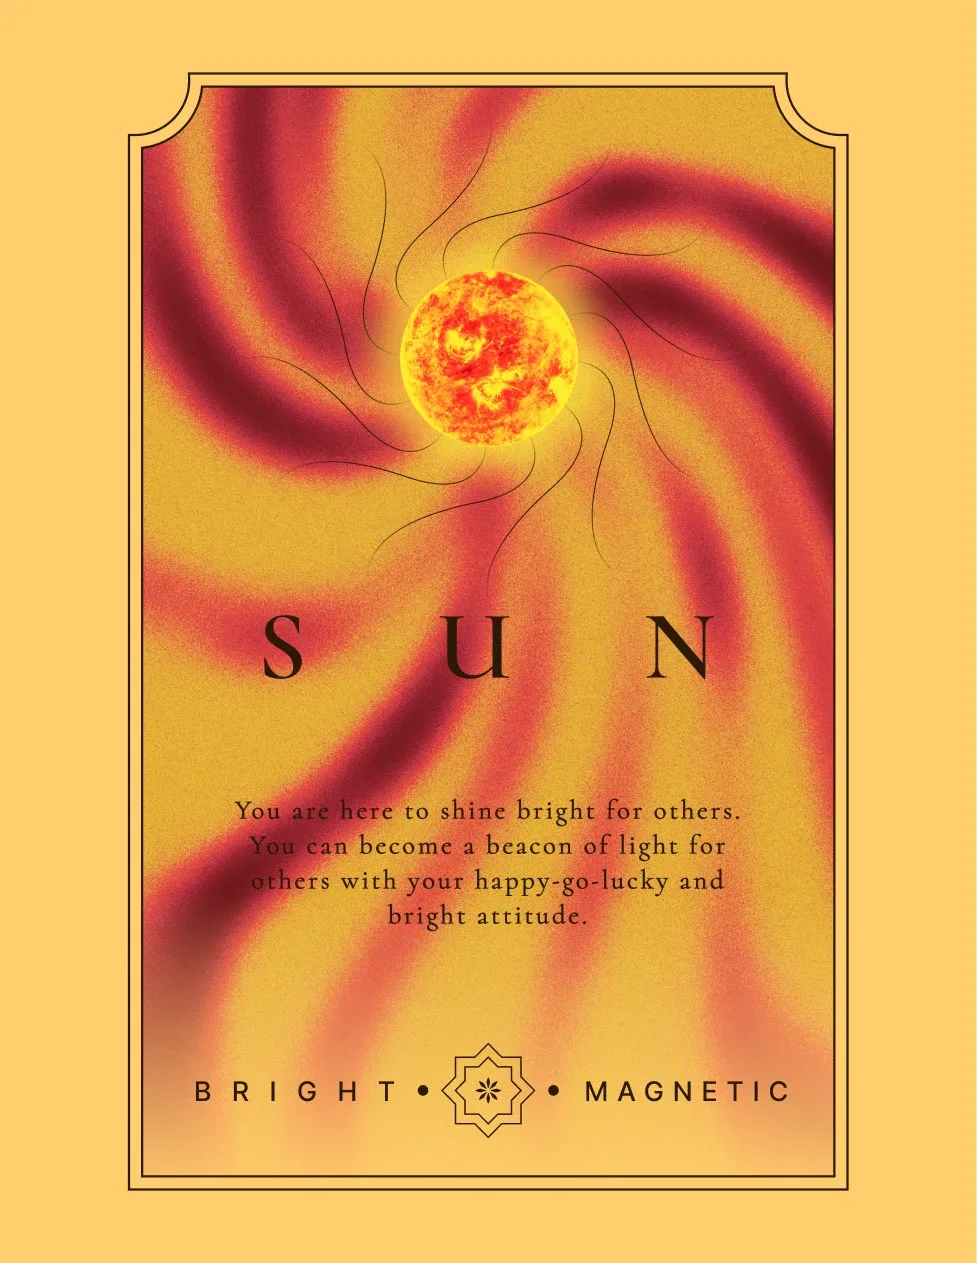 S U N
You are here to shine bright for others.
You can become a beacon of light for
others with your happy-go-lucky and
bright attitude.
BRIGHT • • MAGNETIC